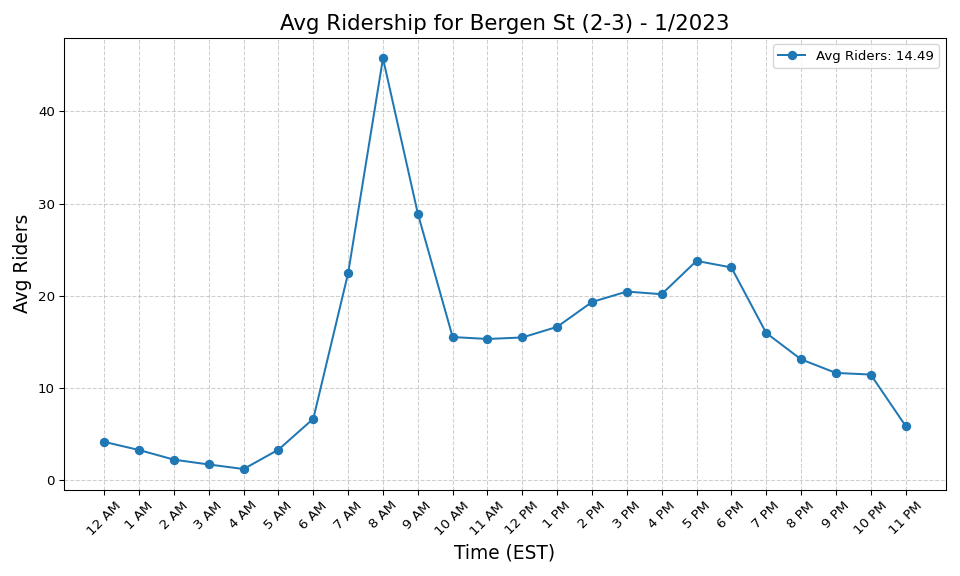 Avg Ridership for Bergen St (2-3) - 1/2023
Avg Riders: 14.49
Avg Riders
40
30
20
10
0
12 AM
1 AM
2 AM
3 AM
4 AM
5 AM
6 AM
7 AM
8 AM
9 AM
10 AM
11 AM
12 PM
1 PM
2 PM
3 PM
4 PM
5 PM
6 PM
7 PM
8 PM
9 PM
10 PM
11 PM
Time (EST)